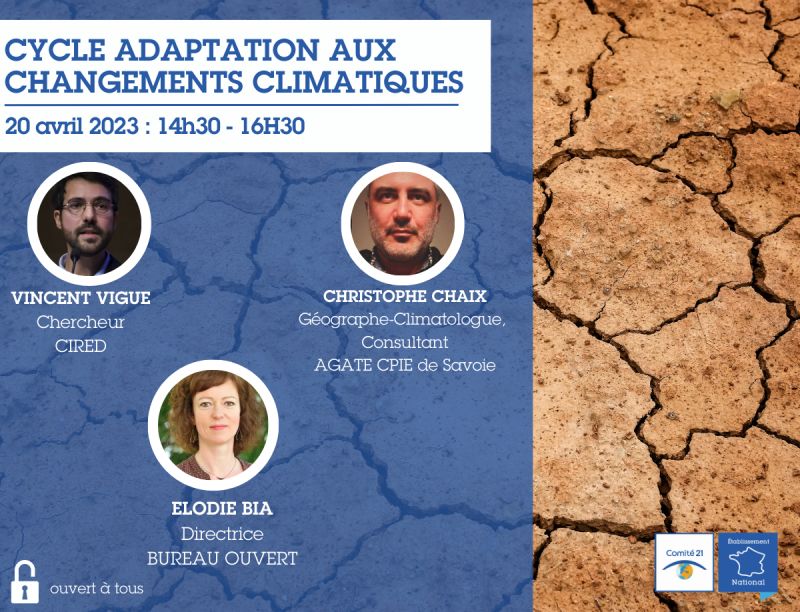 CYCLE ADAPTATION AUX
CHANGEMENTS CLIMATIQUES
20 avril 2023 : 14h30 - 16H30
VINCENT VIGUE
Chercheur
CIRED
CHRISTOPHE CHAIX
Géographe-Climatologue,
Consultant
AGATE CPIE de Savoie
ELODIE BIA
Directrice
BUREAU OUVERT
ouvert à tous
Comité 21
Établissement
National